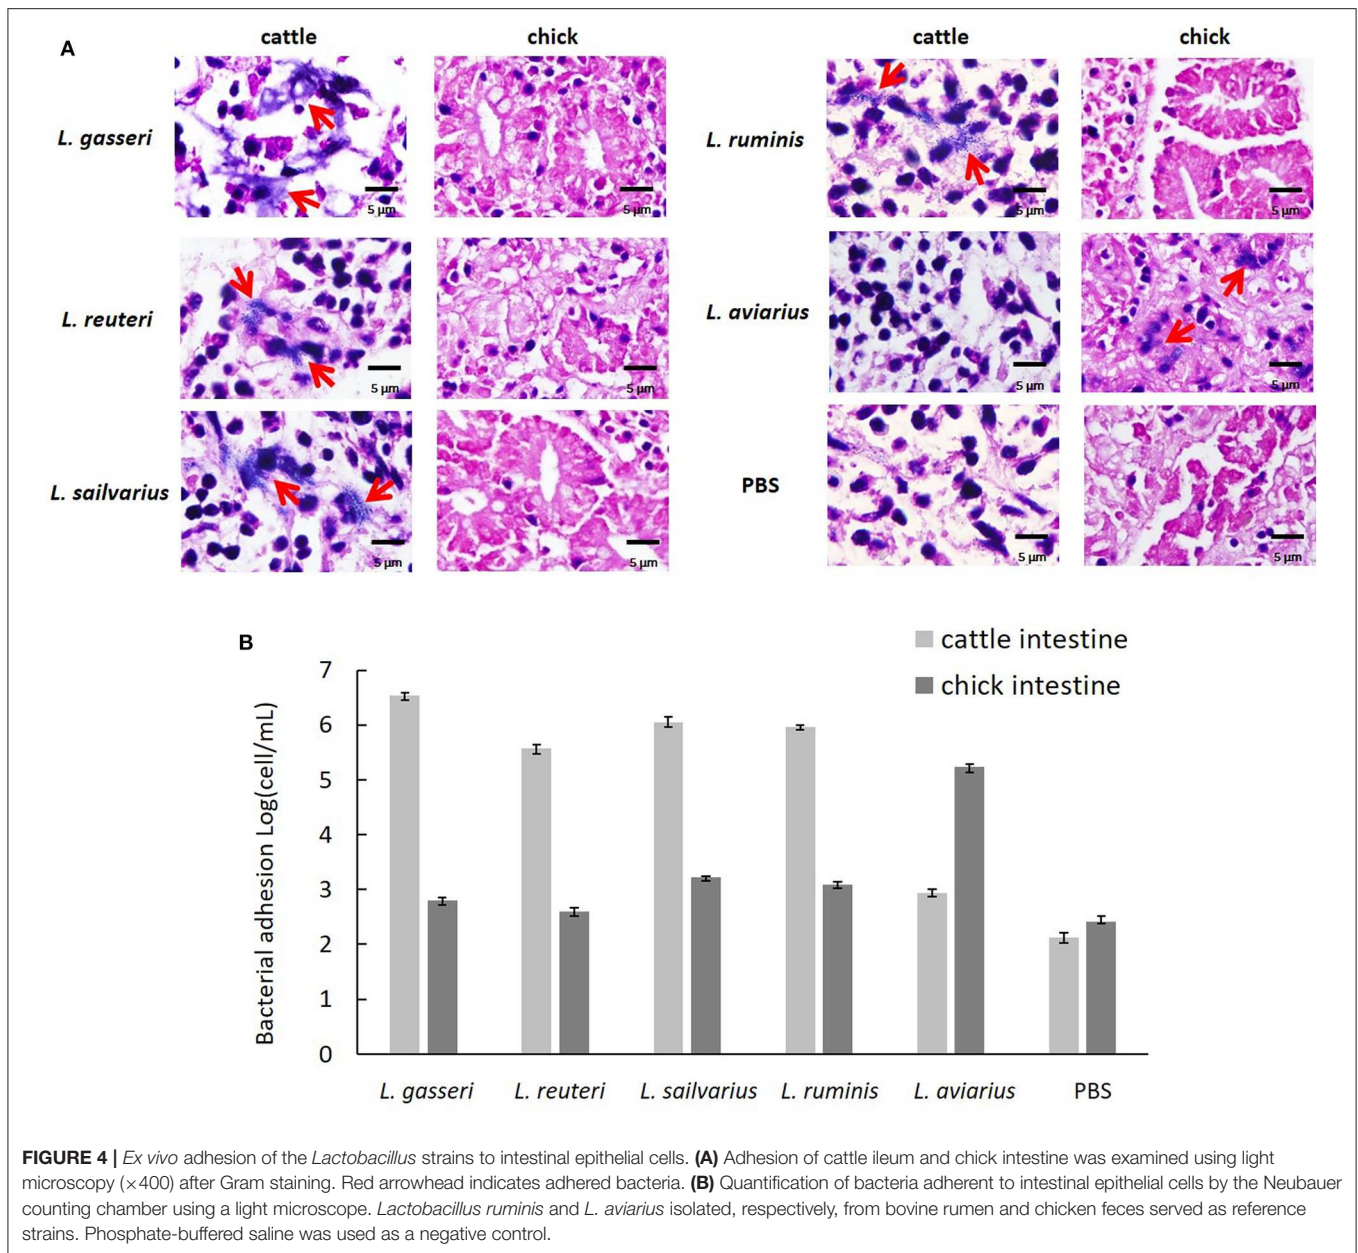 A
cattle
chick
cattle
chick
L. gasseri
5 µm
5 µm
L. ruminis
5 µm
5 µm
L. reuteri
5 µm
5 µm
L. aviarius
5 µm
5 µm
L. sailvarius
5 µm
5 µm
PBS
5 µm
5 µm
B
cattle intestine
chick intestine
Bacterial adhesion Log(cell/mL)
7
6
5
4
3
2
1
0
L. gasseri
L. reuteri
L. sailvarius
L. ruminis
L. aviarius
PBS
FIGURE 4 | Ex vivo adhesion of the Lactobacillus strains to intestinal epithelial cells. (A) Adhesion of cattle ileum and chick intestine was examined using light
microscopy (×400) after Gram staining. Red arrowhead indicates adhered bacteria. (B) Quantification of bacteria adherent to intestinal epithelial cells by the Neubauer
counting chamber using a light microscope. Lactobacillus ruminis and L. aviarius isolated, respectively, from bovine rumen and chicken feces served as reference
strains. Phosphate-buffered saline was used as a negative control.